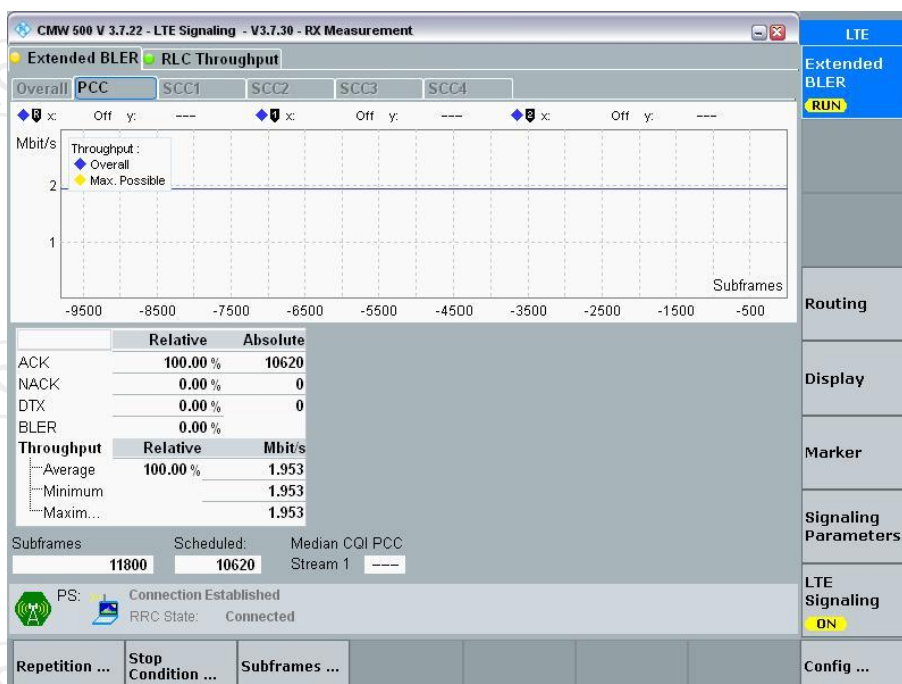 CMW 500 V 3.7.22 - LTE Signaling - V3.7.30 - RX Measurement
Extended BLER RLC Throughput
Overall PCC SCC1 SCC2 SCC3 SCC4
R x: Off y: --- 1 x: Off y: --- 2 x: Off y: ---
Mbit/s
Throughput :
Overall
Max. Possible
2
1
Subframes
-9500 -8500 -7500 -6500 -5500 -4500 -3500 -2500 -1500 -500
Relative Absolute
ACK 100.00 % 10620
NACK 0.00 % 0
DTX 0.00 % 0
BLER 0.00 %
Throughput Relative Mbit/s
Average 100.00 % 1.953
Minimum 1.953
Maxim... 1.953
Subframes Scheduled: Median CQI PCC
11800 10620 Stream 1 ---
PS: Connection Established
RRC State: Connected
Repetition ...
Stop
Condition ...
Subframes ...
LTE
Extended
BLER
RUN
Routing
Display
Marker
Signaling
Parameters
LTE
Signaling
ON
Config ...